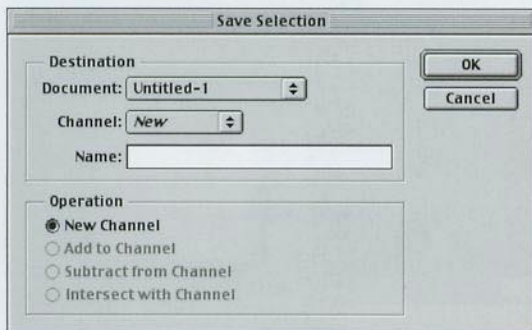 Save Selection
Destination
Document: Untitled-1
Channel: New
Name:
OK
Cancel
Operation
New Channel
Add to Channel
Subtract from Channel
Intersect with Channel